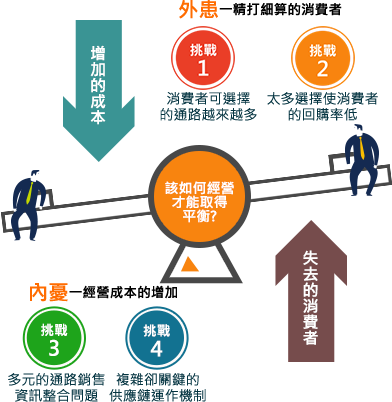 外患－精打細算的消費者
挑戰
1
消費者可選擇
的通路越來越多
挑戰
2
太多選擇使消費者
的回購率低
增加的成本
該如何經營
才能取得
平衡?
失去的消費者
內憂－經營成本的增加
挑戰
3
多元的通路銷售
資訊整合問題
挑戰
4
複雜卻關鍵的
供應鏈運作機制